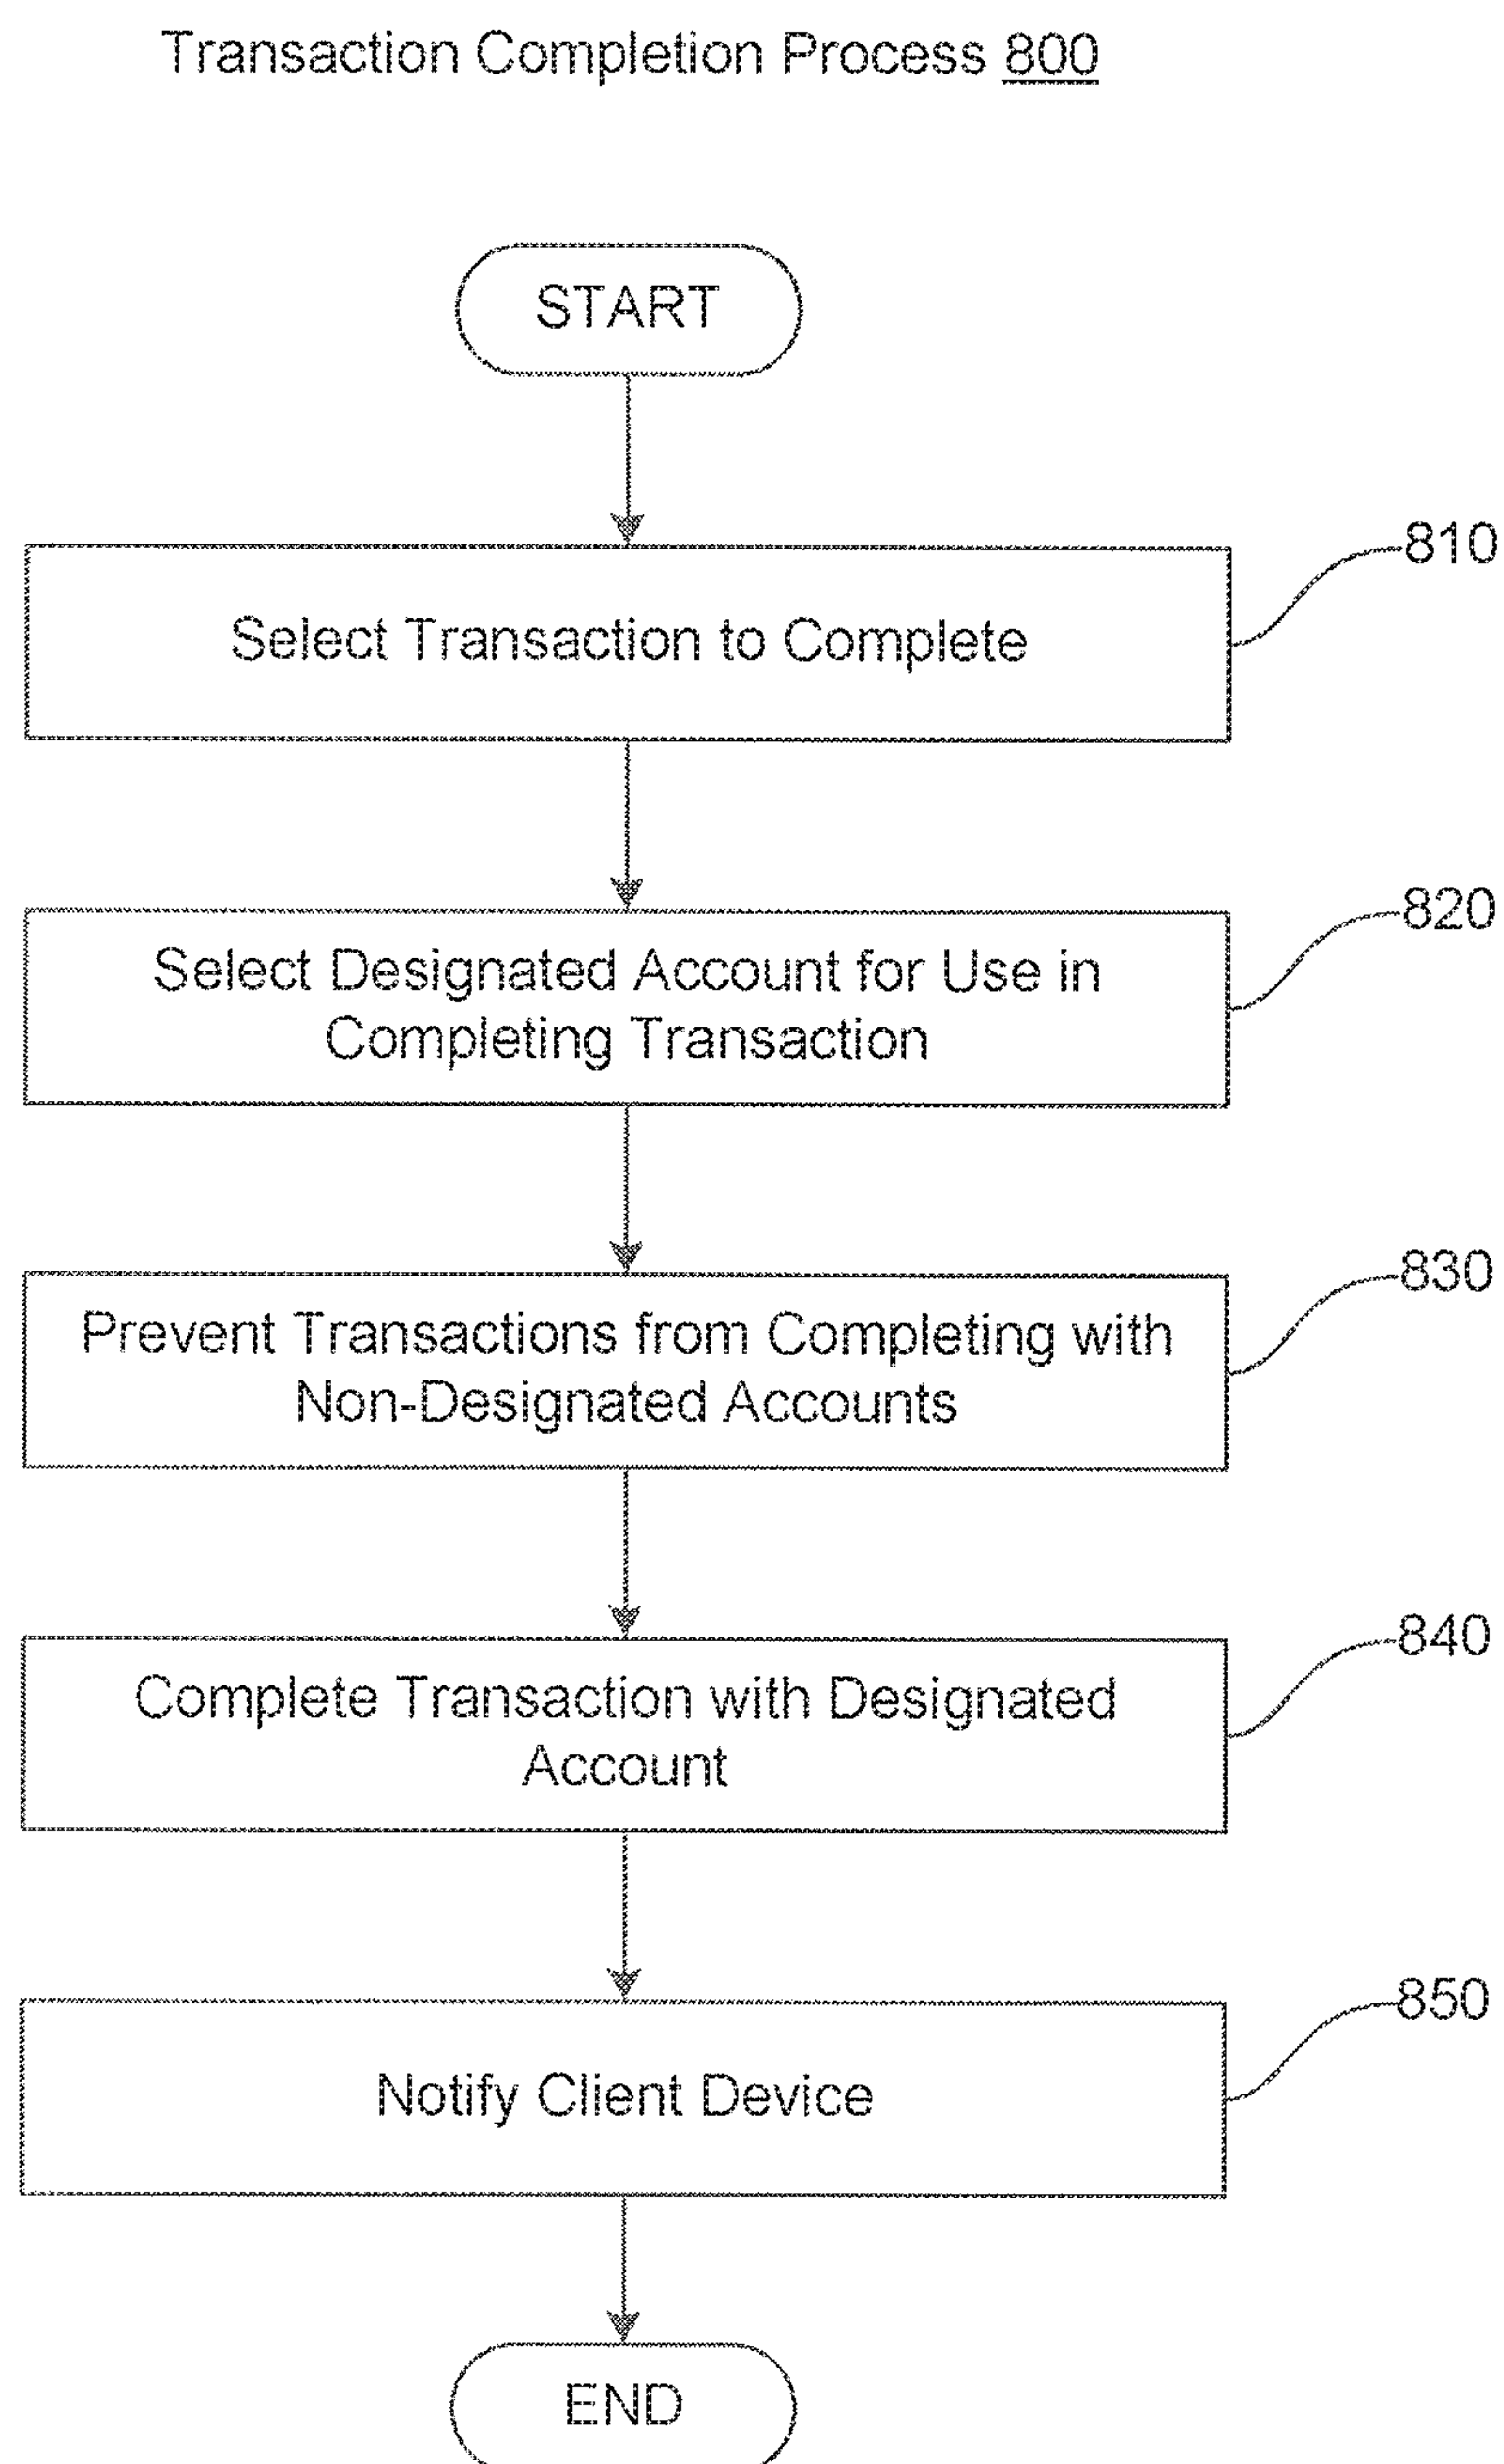 Transaction Completion Process 800
START
810
Select Transaction to Complete
820
Select Designated Account for Use in
Completing Transaction
830
Prevent Transactions from Completing with
Non-Designated Accounts
840
Complete Transaction with Designated
Account
850
Notify Client Device
END